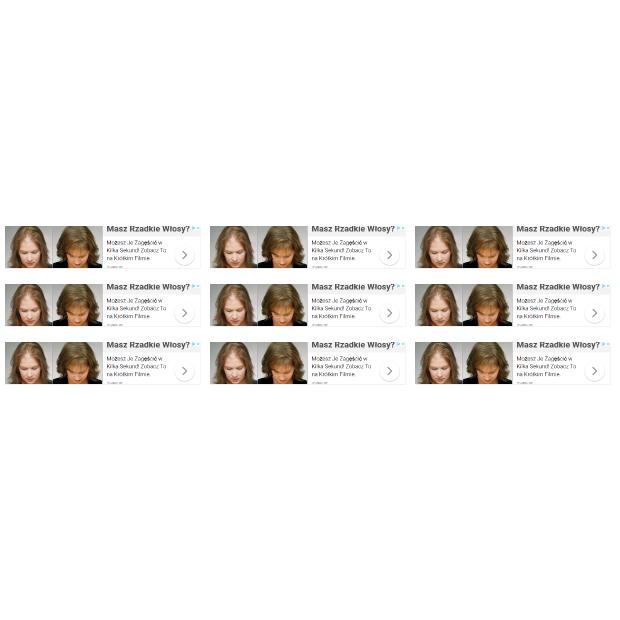 Masz Rzadkie Włosy? Masz Rzadkie Włosy? Masz Rzadkie Włosy?
Możesz Je Zagęścić w Możesz Je Zagęścić w Możesz Je Zagęścić w
Kilka Sekund! Zobacz To Kilka Sekund! Zobacz To Kilka Sekund! Zobacz To
na Krótkim Filmie. na Krótkim Filmie. na Krótkim Filmie.
Masz Rzadkie Włosy? Masz Rzadkie Włosy? Masz Rzadkie Włosy?
Możesz Je Zagęścić w Możesz Je Zagęścić w Możesz Je Zagęścić w
Kilka Sekund! Zobacz To Kilka Sekund! Zobacz To Kilka Sekund! Zobacz To
na Krótkim Filmie. na Krótkim Filmie. na Krótkim Filmie.
Masz Rzadkie Włosy? Masz Rzadkie Włosy? Masz Rzadkie Włosy?
Możesz Je Zagęścić w Możesz Je Zagęścić w Możesz Je Zagęścić w
Kilka Sekund! Zobacz To Kilka Sekund! Zobacz To Kilka Sekund! Zobacz To
na Krótkim Filmie. na Krótkim Filmie. na Krótkim Filmie.